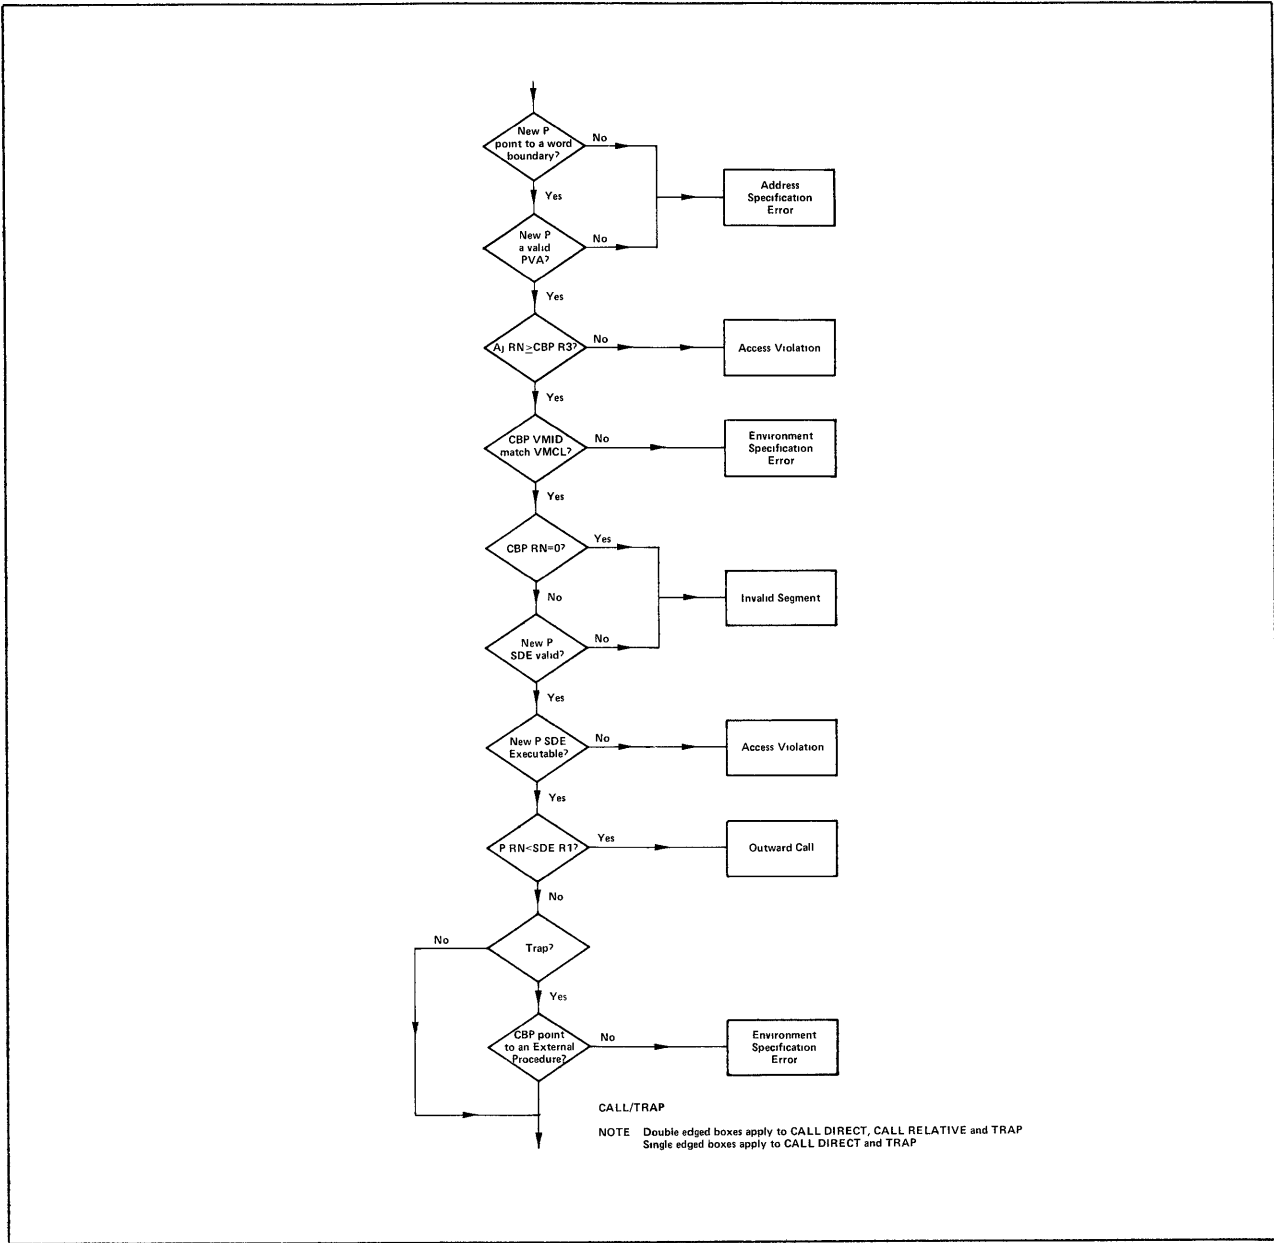 New P
point to a word
boundary?
No
Yes
Address
Specification
Error
New P
a valid
PVA?
No
Yes
Aj RN≥CBP R3?
No
Access Violation
Yes
CBP VMID
match VMCL?
No
Environment
Specification
Error
Yes
CBP RN=0?
Yes
No
Invalid Segment
New P
SDE valid?
No
Yes
New P SDE
Executable?
No
Access Violation
Yes
P RN<SDE R1?
Yes
Outward Call
No
Trap?
No
Yes
CBP point
to an External
Procedure?
No
Environment
Specification
Error
CALL/TRAP
NOTE Double edged boxes apply to CALL DIRECT, CALL RELATIVE and TRAP
Single edged boxes apply to CALL DIRECT and TRAP